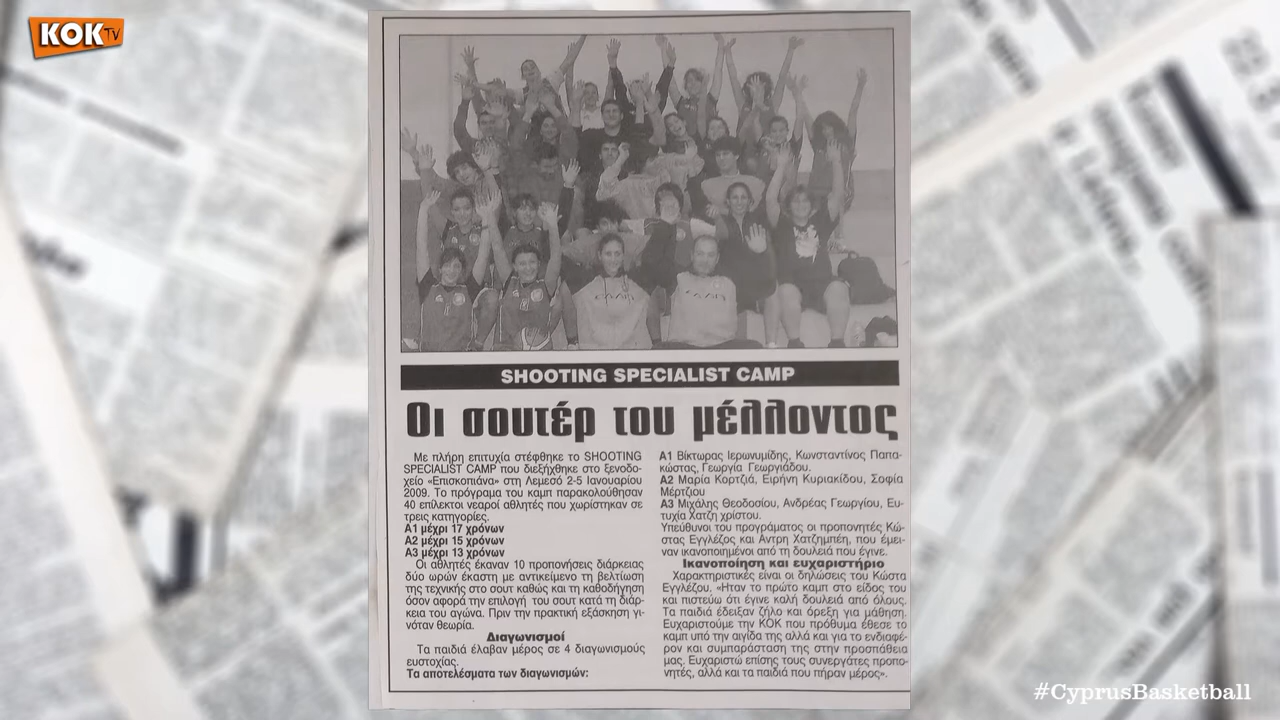 KOK TV
SHOOTING SPECIALIST CAMP
Οι σουτέρ του μέλλοντος
Με πλήρη επιτυχία στέφθηκε το SHOOTING
SPECIALIST CAMP που διεξήχθηκε στο ξενοδο-
χείο «Επισκοπιάνα» στη Λεμεσό 2-5 Ιανουαρίου
2009. Το πρόγραμα του καμπ παρακολούθησαν
40 επίλεκτοι νεαροί αθλητές που χωρίστηκαν σε
τρεις κατηγορίες.
Α1 μέχρι 17 χρόνων
Α2 μέχρι 15 χρόνων
Α3 μέχρι 13 χρόνων
Οι αθλητές έκαναν 10 προπονήσεις διάρκειας
δύο ωρών έκαστη με αντικείμενο τη βελτίωση
της τεχνικής στο σουτ καθώς και τη καθοδήγηση
όσον αφορά την επιλογή του σουτ κατά τη διάρ-
κεια του αγώνα. Πριν την πρακτική εξάσκηση γι-
νόταν θεωρία.
Διαγωνισμοί
Τα παιδιά έλαβαν μέρος σε 4 διαγωνισμούς
ευστοχίας.
Τα αποτελέσματα των διαγωνισμών:
Α1 Βίκτωρας Ιερωνυμίδης, Κωνσταντίνος Παπα-
κώστας, Γεωργία Γεωργιάδου.
Α2 Μαρία Κορτζιά, Ειρήνη Κυριακίδου, Σοφία
Μέρτζιου
Α3 Μιχάλης Θεοδοσίου, Ανδρέας Γεωργίου, Ευ-
τυχία Χατζη χρίστου.
Υπεύθυνοι του προγράματος οι προπονητές Κώ-
στας Εγγλέζος και Αντρη Χατζημπέη, που έμει-
ναν ικανοποιημένοι από τη δουλειά που έγινε.
Ικανοποίηση και ευχαριστήριο
Χαρακτηριστικές είναι οι δηλώσεις του Κώστα
Εγγλέζου. «Ηταν το πρώτο καμπ στο είδος του
και πιστεύω ότι έγινε καλή δουλειά από όλους.
Τα παιδιά έδειξαν ζήλο και όρεξη για μάθηση.
Ευχαριστούμε την ΚΟΚ που πρόθυμα έθεσε το
καμπ υπό την αιγίδα της αλλά και για το ενδιαφέ-
ρον και συμπαράσταση της στην προσπάθεια
μας. Ευχαριστώ επίσης τους συνεργάτες προπο-
νητές, αλλά και τα παιδιά που πήραν μέρος».
#CyprusBasketball